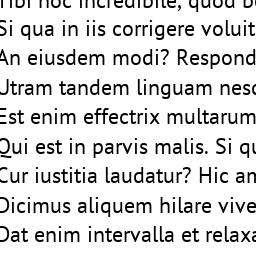 Tibi hoc incredibile, quod b
Si qua in iis corrigere voluit
An eiusdem modi? Respond
Utram tandem linguam nesc
Est enim effectrix multarum
Qui est in parvis malis. Si qu
Cur iustitia laudatur? Hic am
Dicimus aliquem hilare vive
Dat enim intervalla et relaxa